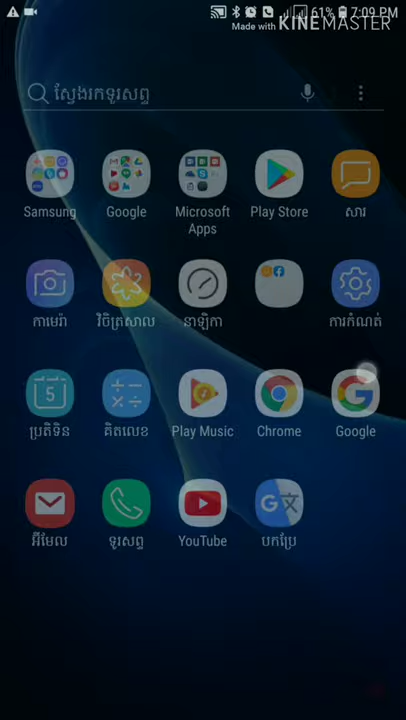 61% 7:09 PM
Made with KINEMASTER
ស្វែងរកទូរសព្ទ
Samsung Google Microsoft Apps Play Store សារ
កាមេរ៉ា វិចិត្រសាល នាឡិកា ការកំណត់
5
ប្រតិទិន គិតលេខ Play Music Chrome Google
អ៊ីមែល ទូរសព្ទ YouTube បកប្រែ